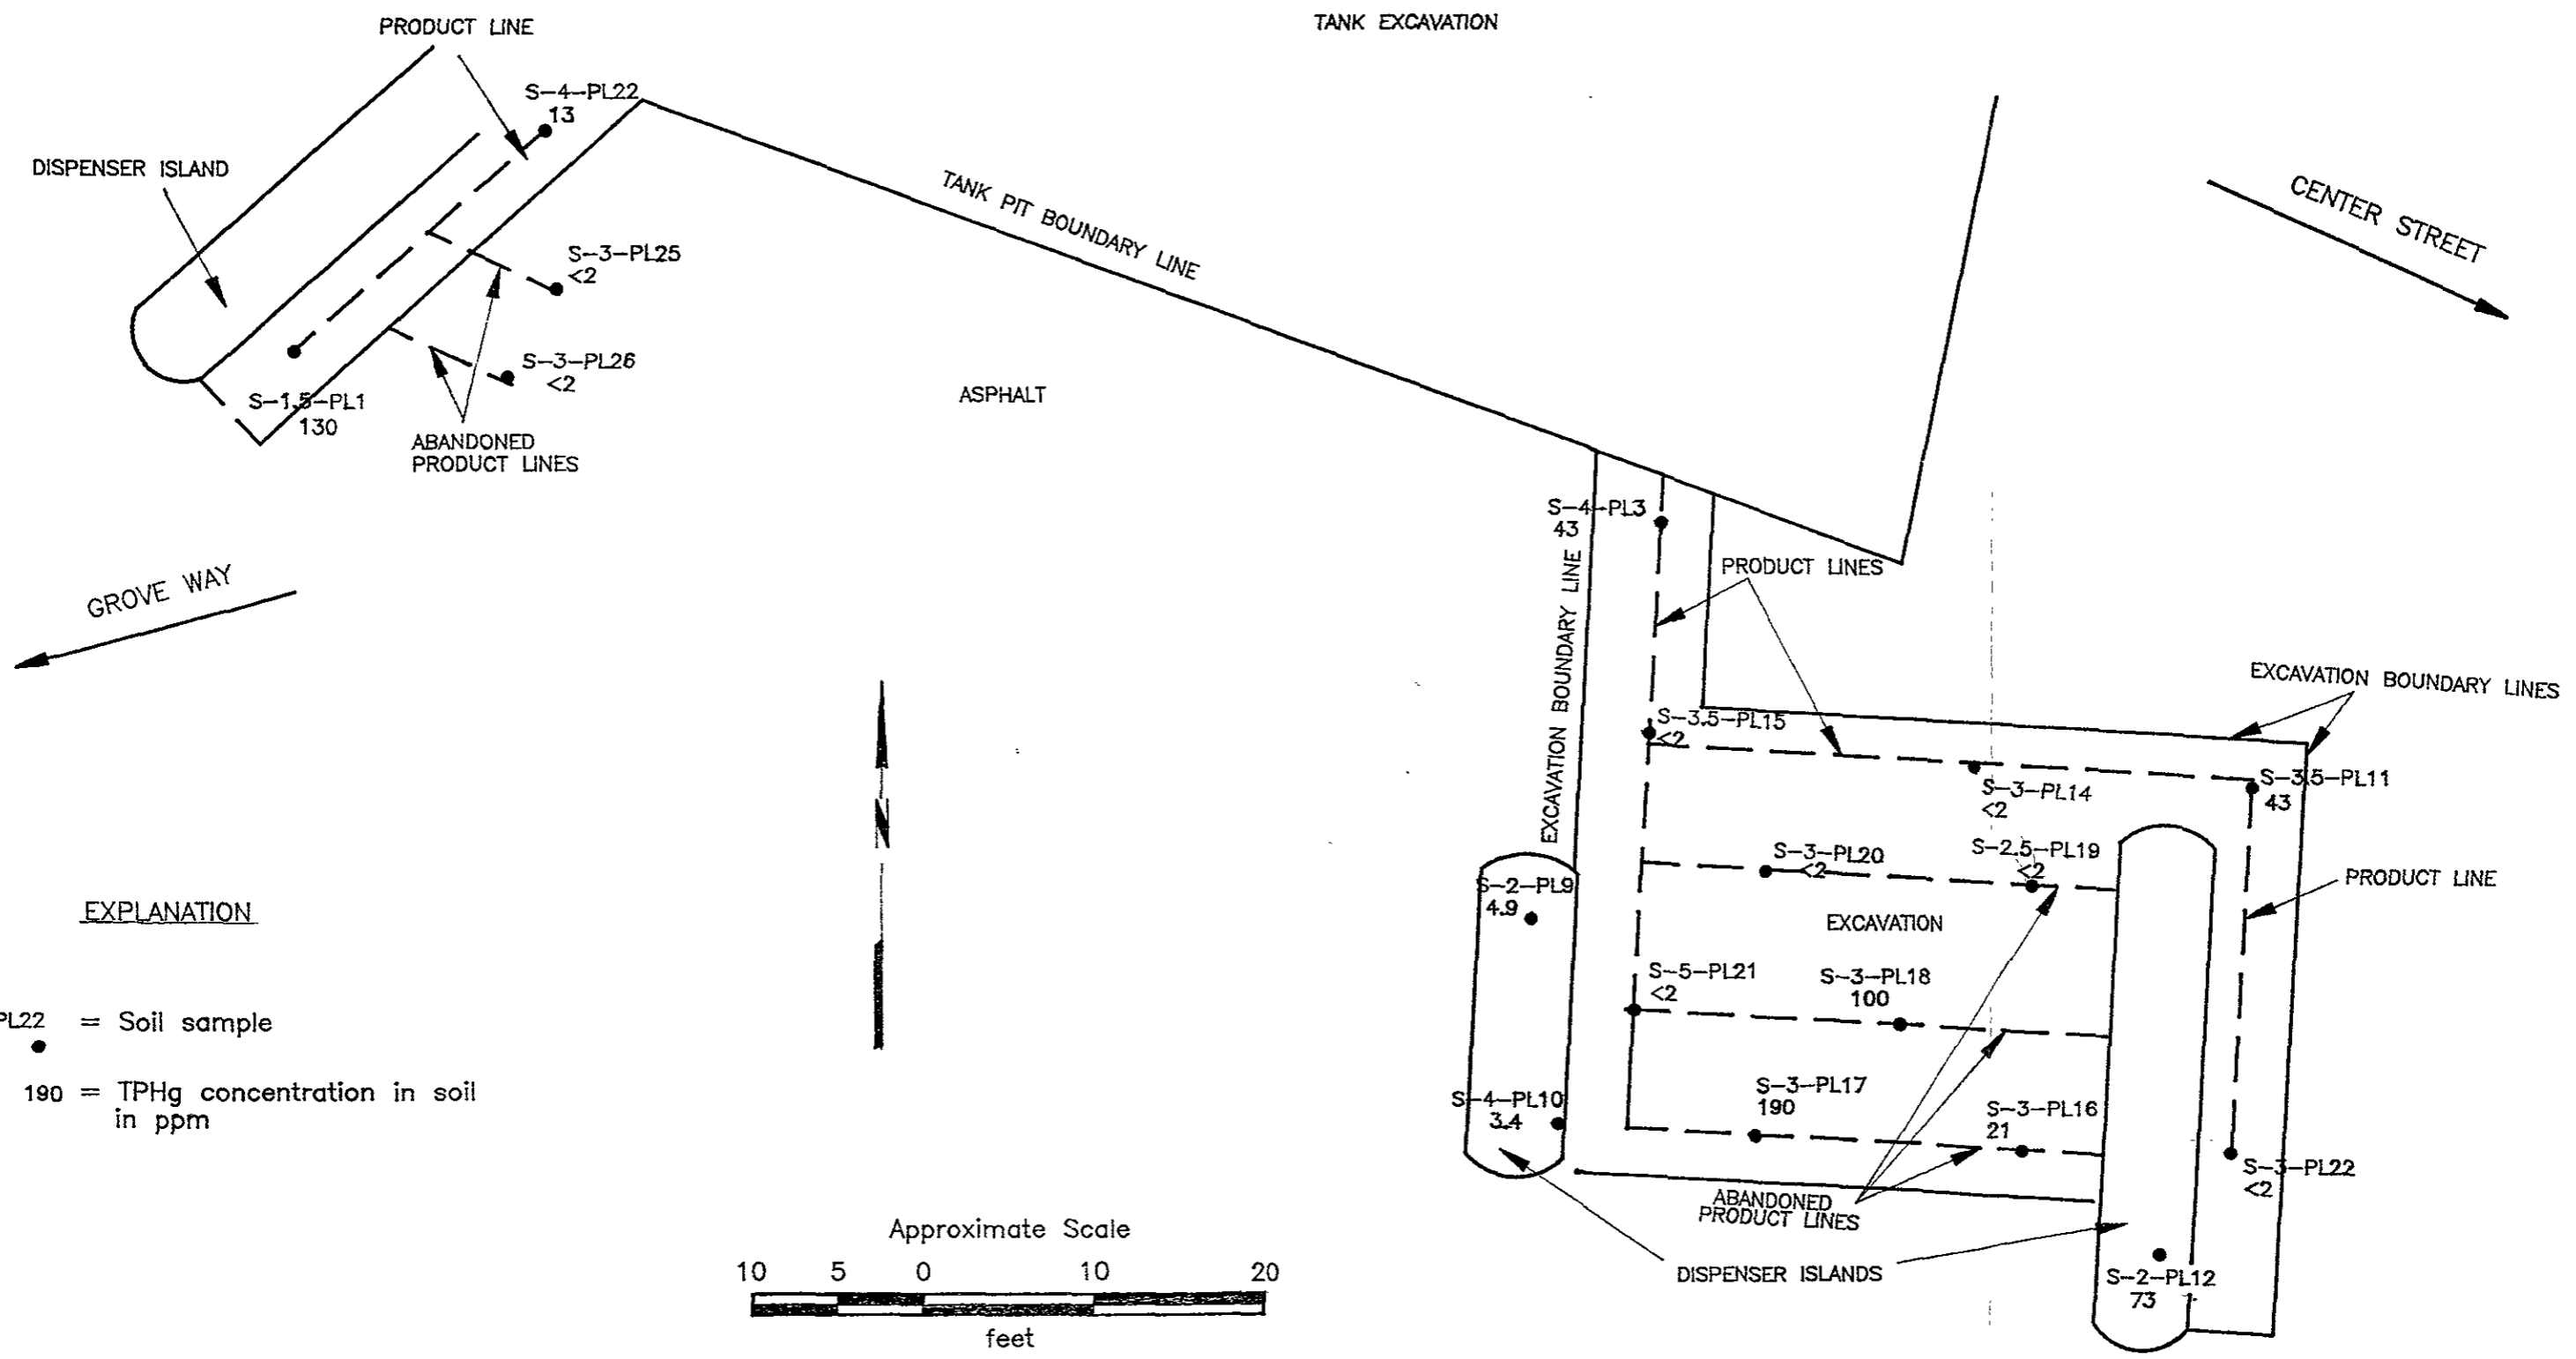 TANK EXCAVATION
PRODUCT LINE
S-4-PL22
13
DISPENSER ISLAND
S-3-PL25
<2
S-3-PL26
<2
S-1.5-PL1
130
ABANDONED
PRODUCT LINES
TANK PIT BOUNDARY LINE
CENTER STREET
ASPHALT
GROVE WAY
S-4-PL3
43
EXCAVATION BOUNDARY LINE
PRODUCT LINES
EXCAVATION BOUNDARY LINES
S-3.5-PL15
<2
S-3-PL14
<2
S-3.5-PL11
43
S-3-PL20
<2
S-2.5-PL19
<2
PRODUCT LINE
S-2-PL9
4.9
EXCAVATION
S-5-PL21
<2
S-3-PL18
100
S-4-PL10
3.4
S-3-PL17
190
S-3-PL16
21
S-3-PL22
<2
ABANDONED
PRODUCT LINES
DISPENSER ISLANDS
S-2-PL12
73
N
EXPLANATION
PL22 = Soil sample
190 = TPHg concentration in soil
in ppm
Approximate Scale
10 5 0 10 20
feet